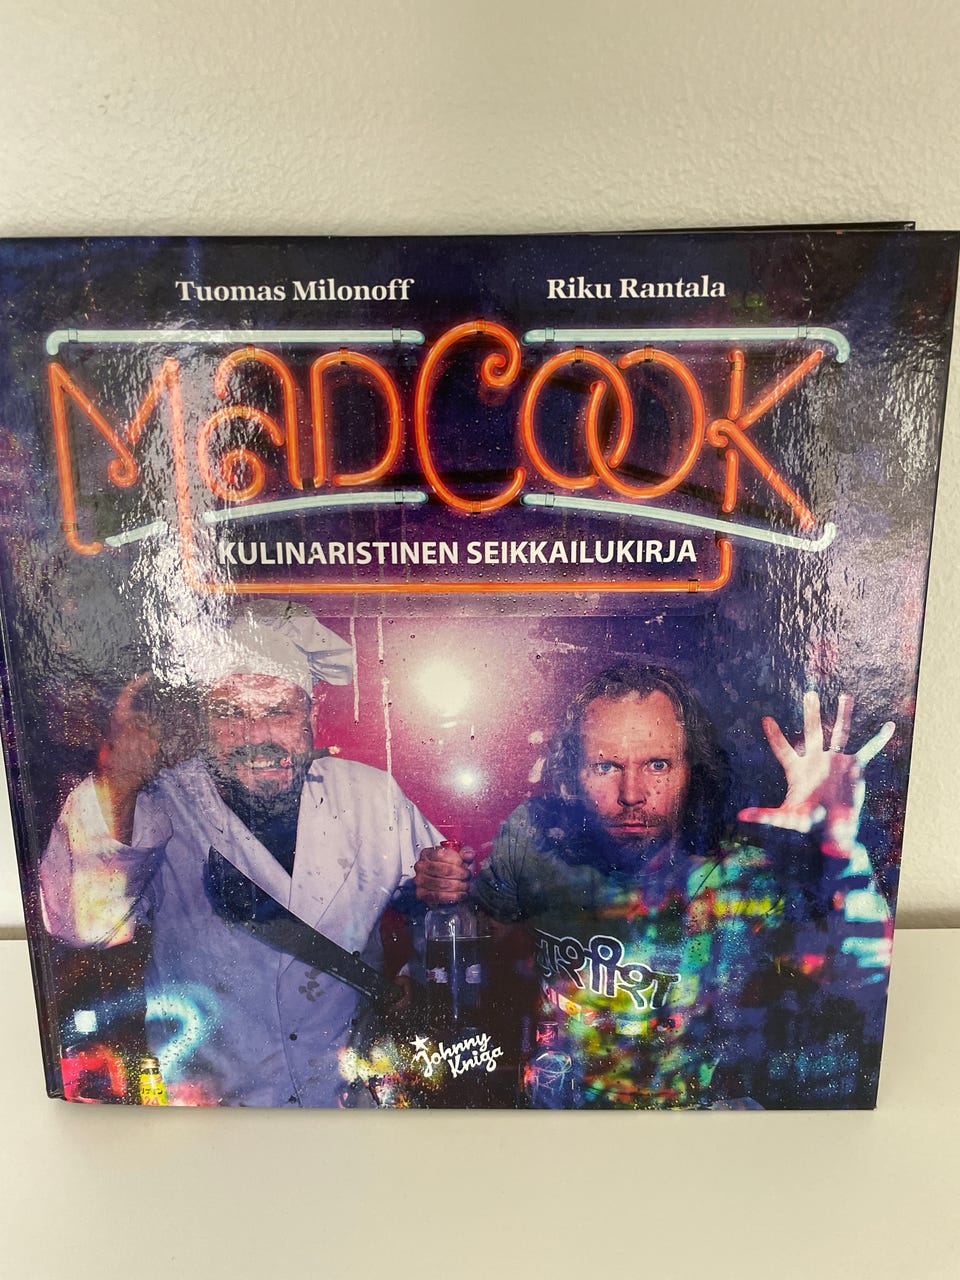 Tuomas Milonoff
Riku Rantala
MADCOOK
KULINARISTINEN SEIKKAILUKIRJA
Johnny
Kniga